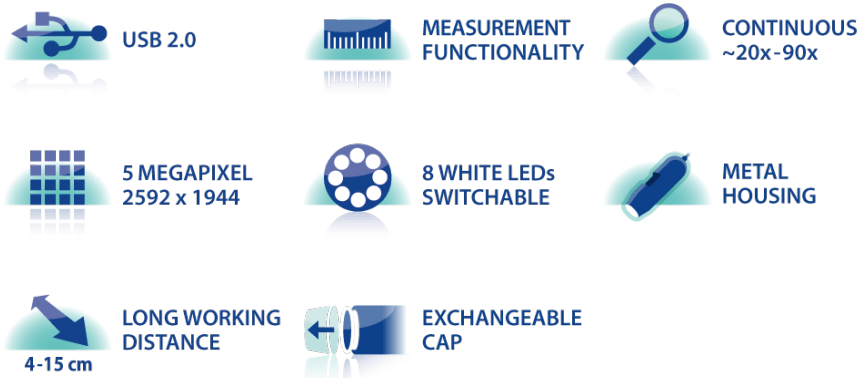 USB 2.0
MEASUREMENT
FUNCTIONALITY
CONTINUOUS
~20x-90x
5 MEGAPIXEL
2592 x 1944
8 WHITE LEDs
SWITCHABLE
METAL
HOUSING
LONG WORKING
DISTANCE
4-15 cm
EXCHANGEABLE
CAP